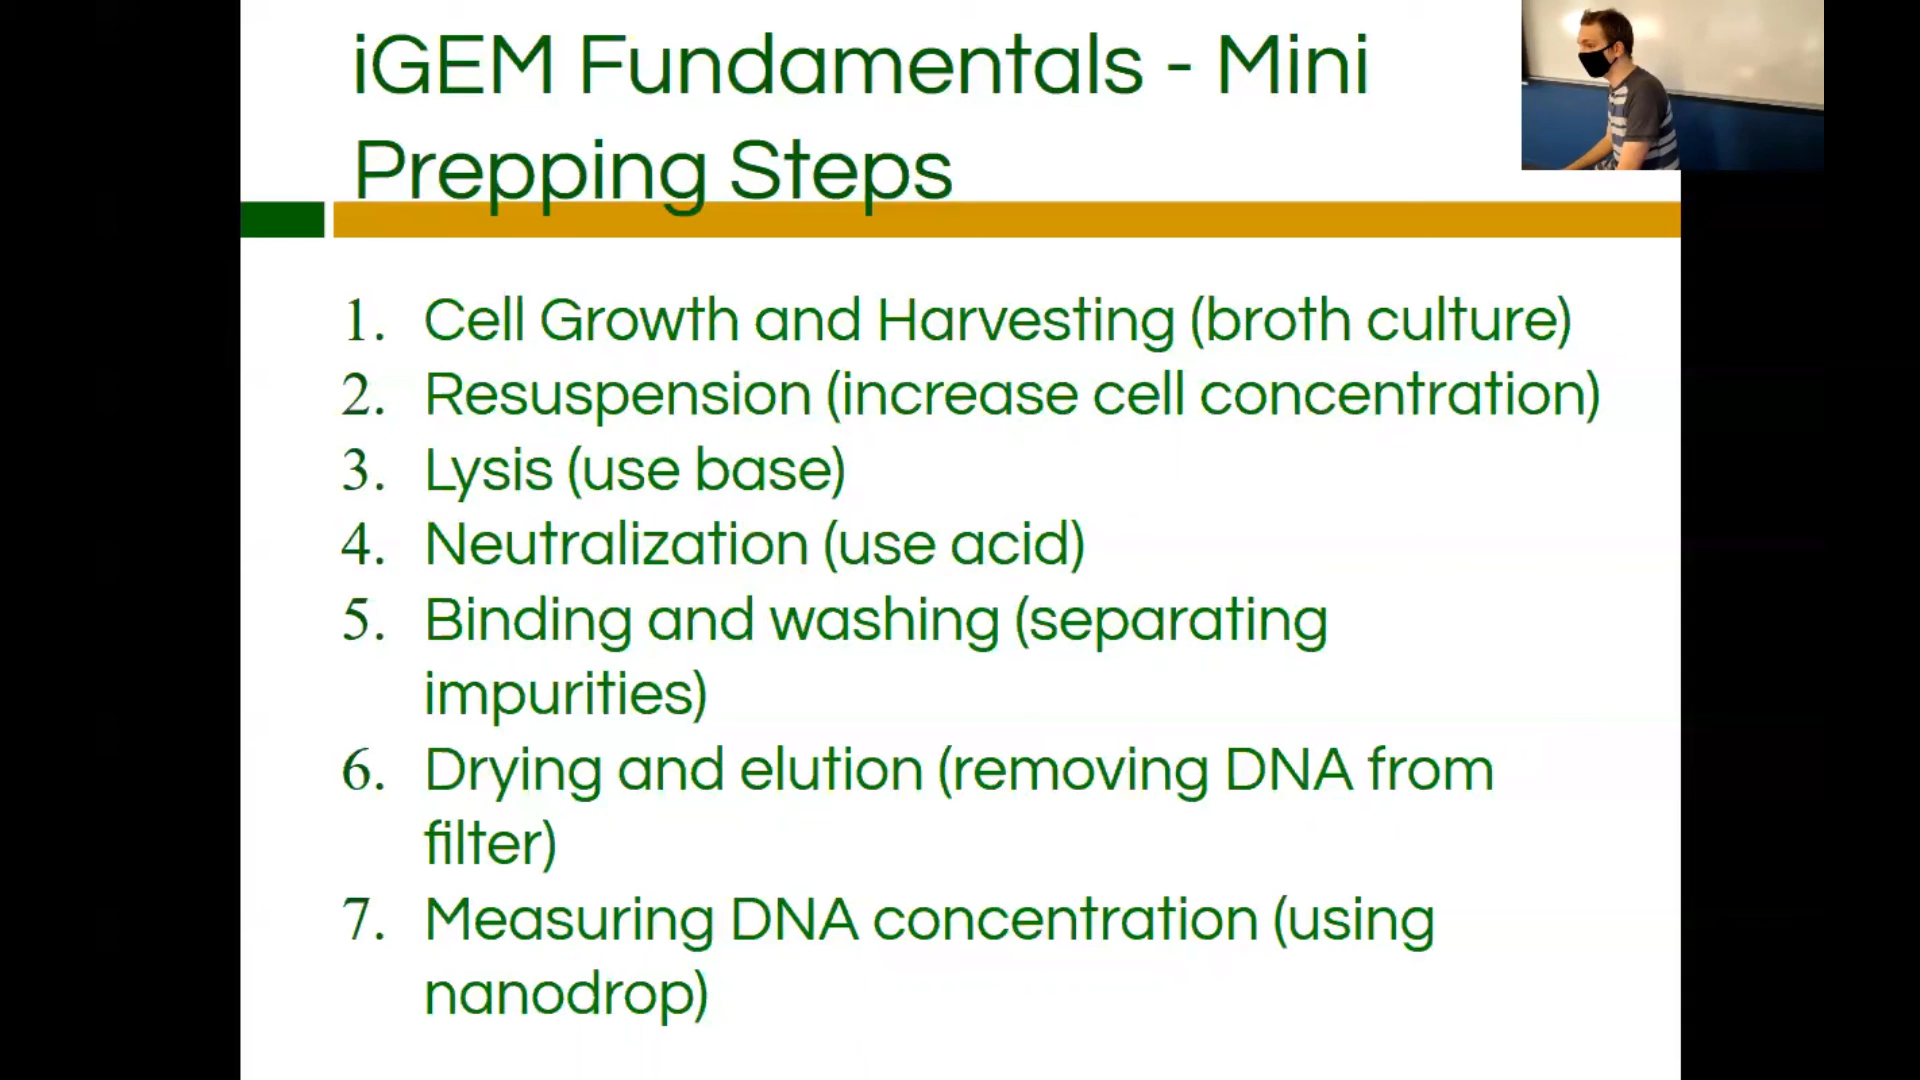 iGEM Fundamentals - Mini
Prepping Steps
1. Cell Growth and Harvesting (broth culture)
2. Resuspension (increase cell concentration)
3. Lysis (use base)
4. Neutralization (use acid)
5. Binding and washing (separating
impurities)
6. Drying and elution (removing DNA from
filter)
7. Measuring DNA concentration (using
nanodrop)